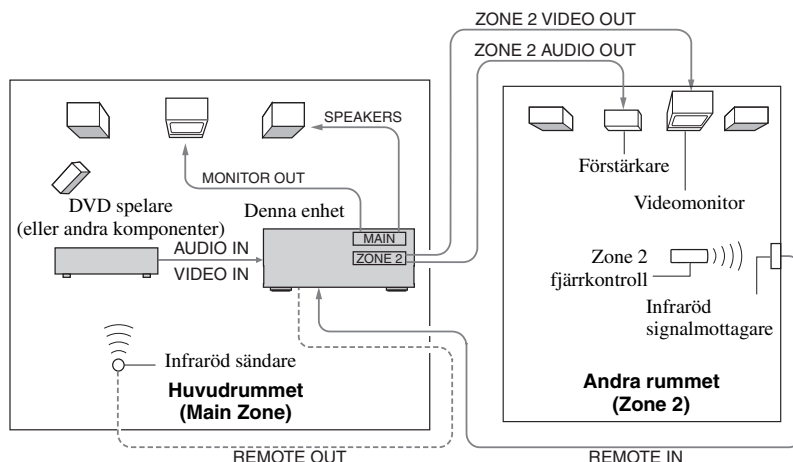 ZONE 2 VIDEO OUT
ZONE 2 AUDIO OUT
SPEAKERS
MONITOR OUT
Förstärkare
Videomonitor
DVD spelare
(eller andra komponenter)
Denna enhet
MAIN
ZONE 2
AUDIO IN
VIDEO IN
Zone 2
fjärrkontroll
Infraröd
signalmottagare
Infraröd sändare
Huvudrummet
(Main Zone)
Andra rummet
(Zone 2)
REMOTE OUT
REMOTE IN